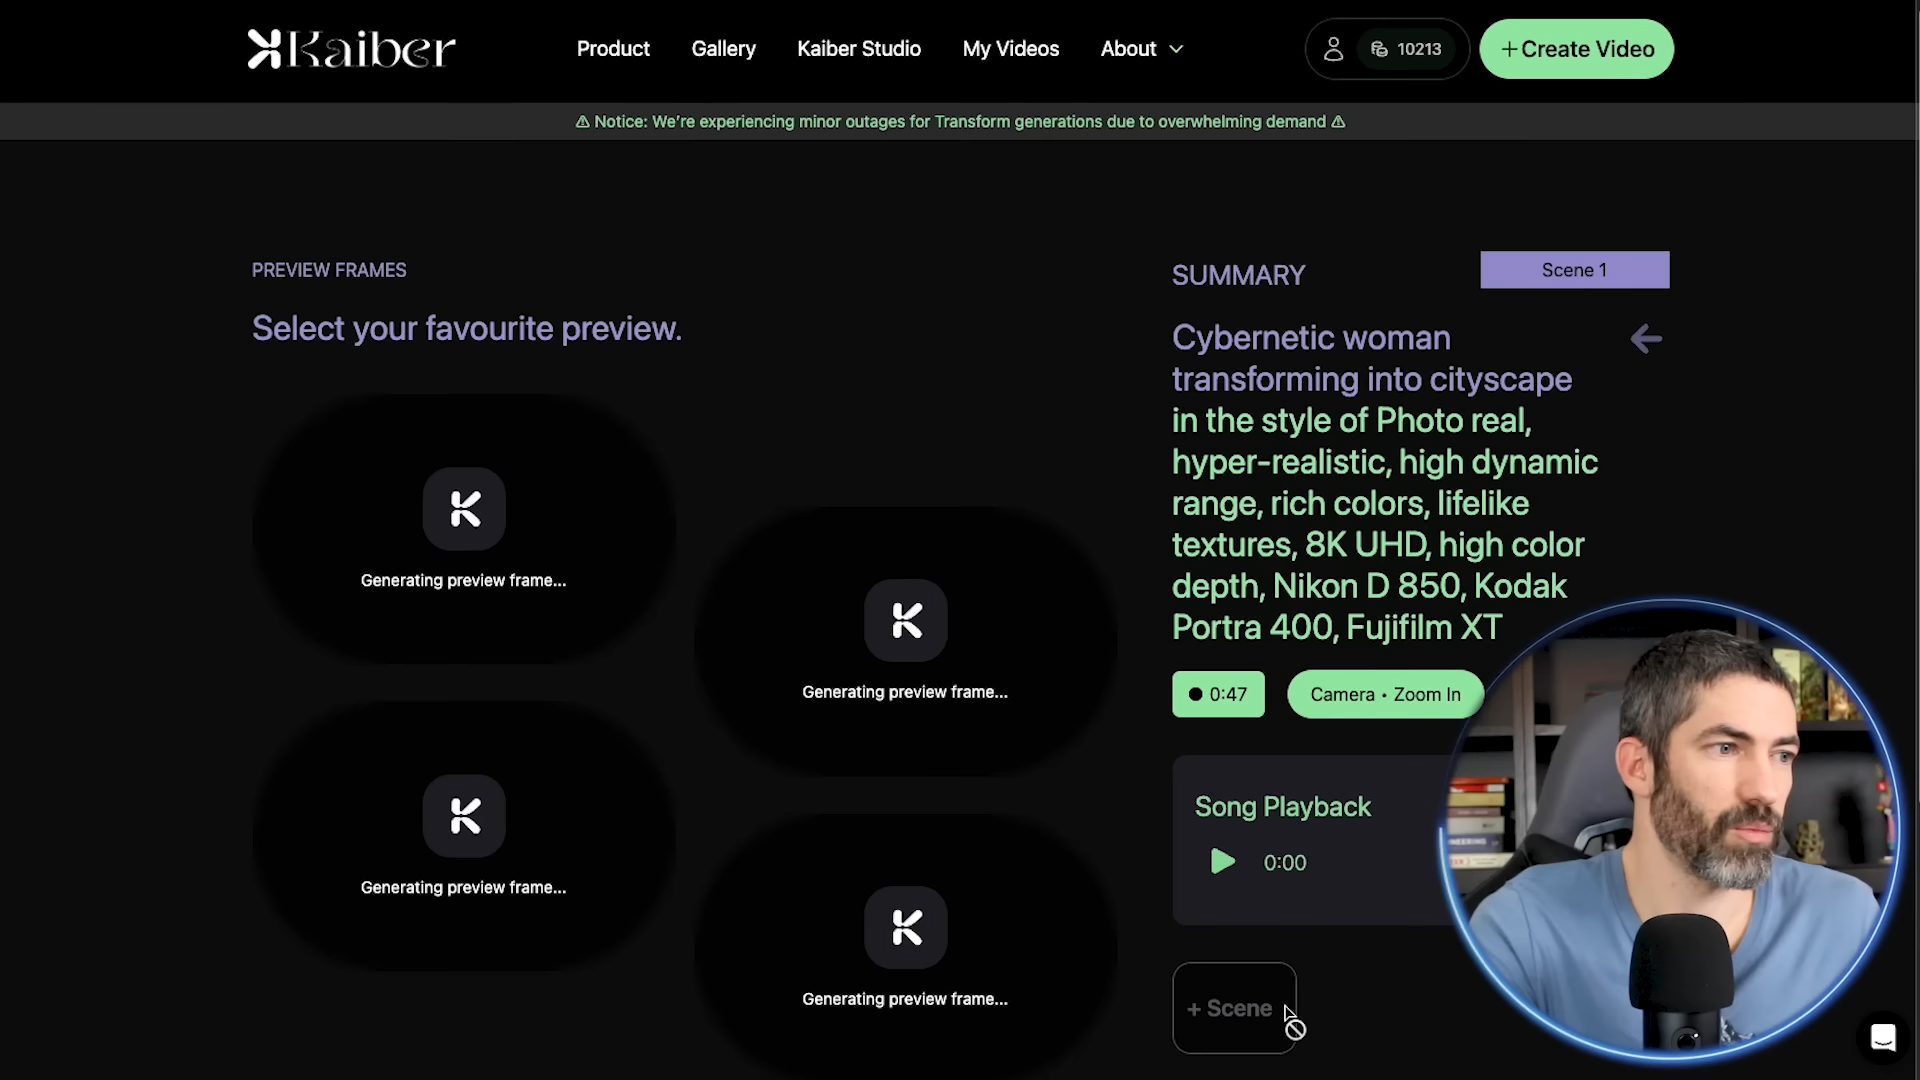 Kaiber
Product
Gallery
Kaiber Studio
My Videos
About
10213
+Create Video
⚠ Notice: We're experiencing minor outages for Transform generations due to overwhelming demand ⚠
PREVIEW FRAMES
Select your favourite preview.
Generating preview frame...
Generating preview frame...
Generating preview frame...
Generating preview frame...
SUMMARY
Scene 1
Cybernetic woman
transforming into cityscape
in the style of Photo real,
hyper-realistic, high dynamic
range, rich colors, lifelike
textures, 8K UHD, high color
depth, Nikon D 850, Kodak
Portra 400, Fujifilm XT
0:47
Camera • Zoom In
Song Playback
0:00
+ Scene